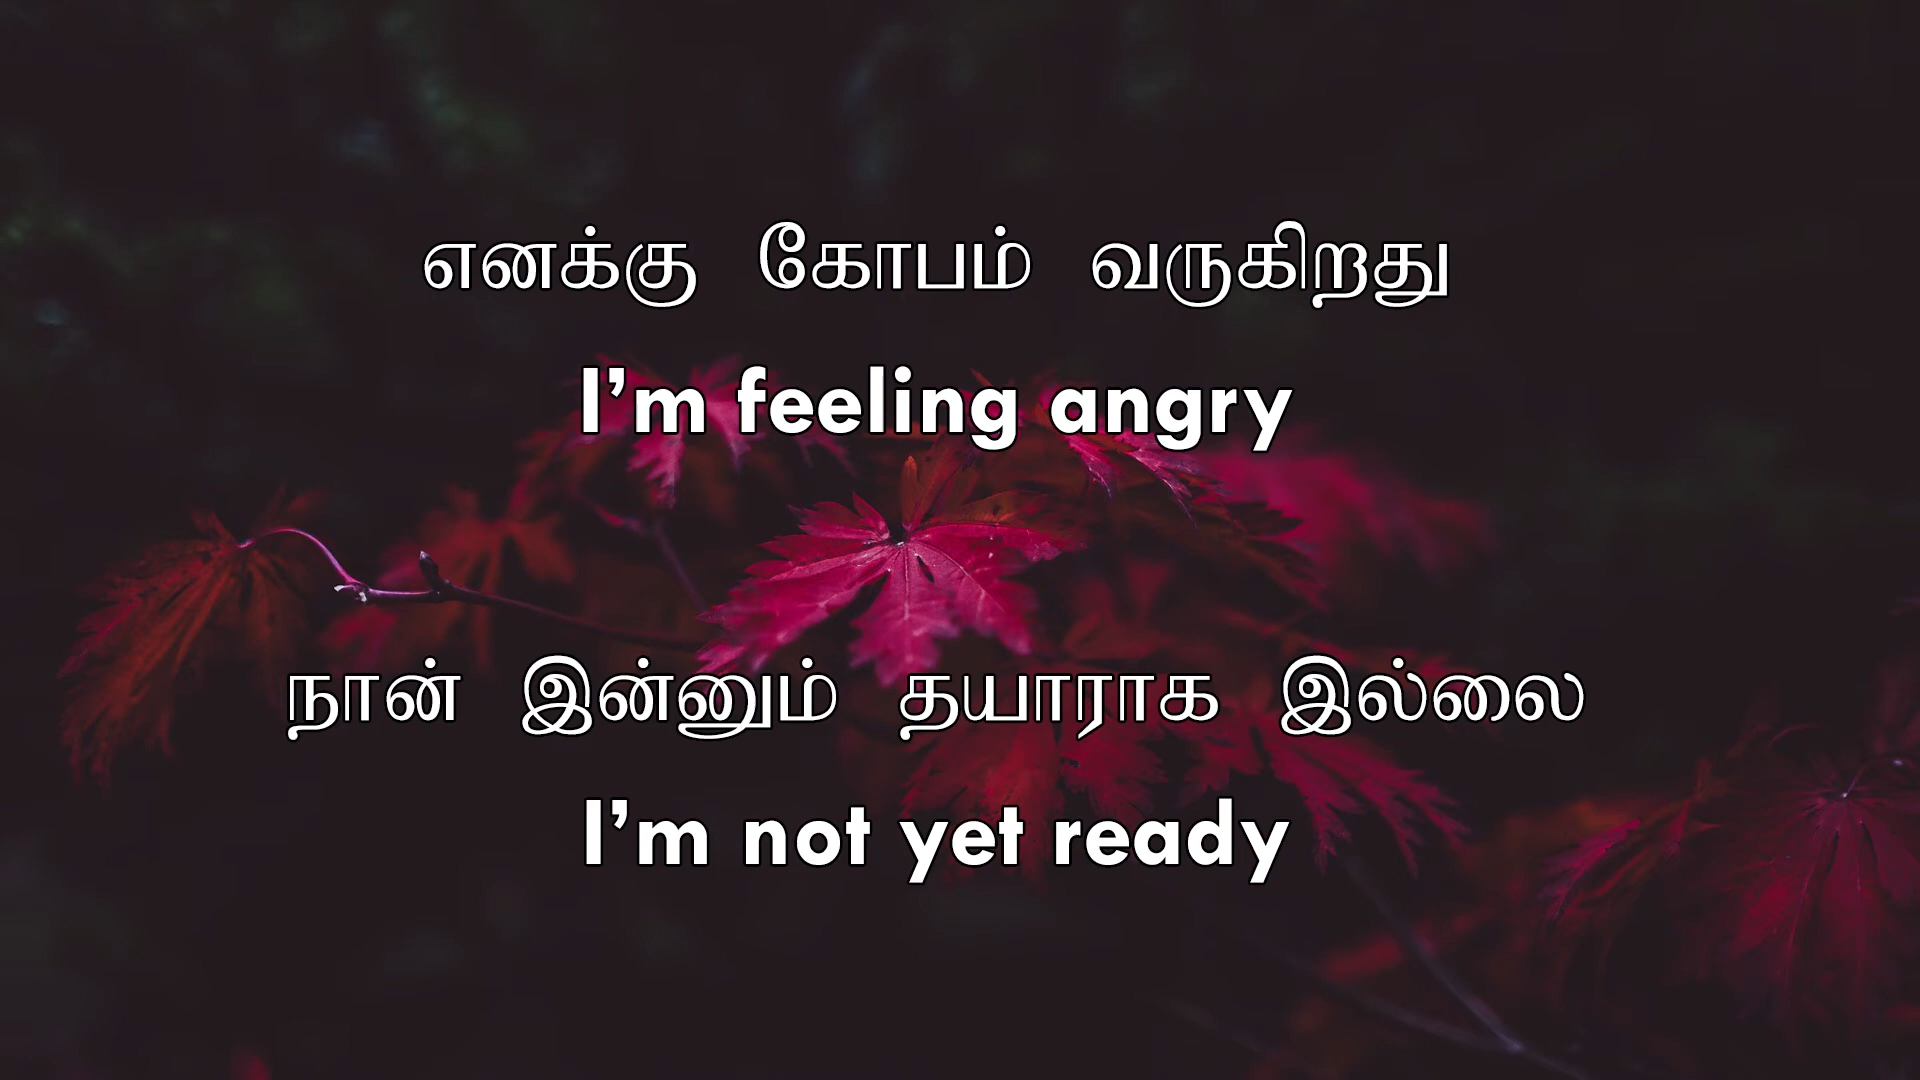 எனக்கு கோபம் வருகிறது
I’m feeling angry
நான் இன்னும் தயாராக இல்லை
I’m not yet ready